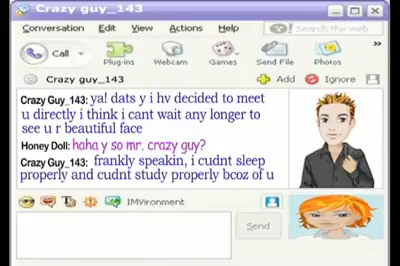 Crazy guy_143
Conversation Edit View Actions Help
Search the web
Call
Plug-ins Webcam Games Send File Photos
Crazy guy_143 Add Ignore
Crazy Guy_143: ya! dats y i hv decided to meet
u directly i think i cant wait any longer to
see u r beautiful face
Honey Doll: haha y so mr. crazy guy?
Crazy Guy_143: frankly speakin, i cudnt sleep
properly and cudnt study properly bcoz of u
IMVironment
Send